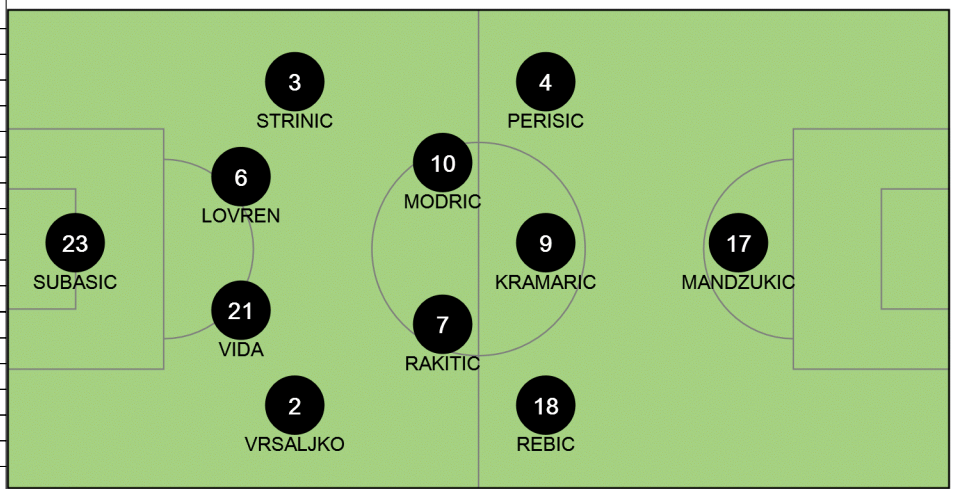 3
STRINIC
4
PERISIC
6
LOVREN
10
MODRIC
23
SUBASIC
9
KRAMARIC
17
MANDZUKIC
21
VIDA
7
RAKITIC
2
VRSALJKO
18
REBIC